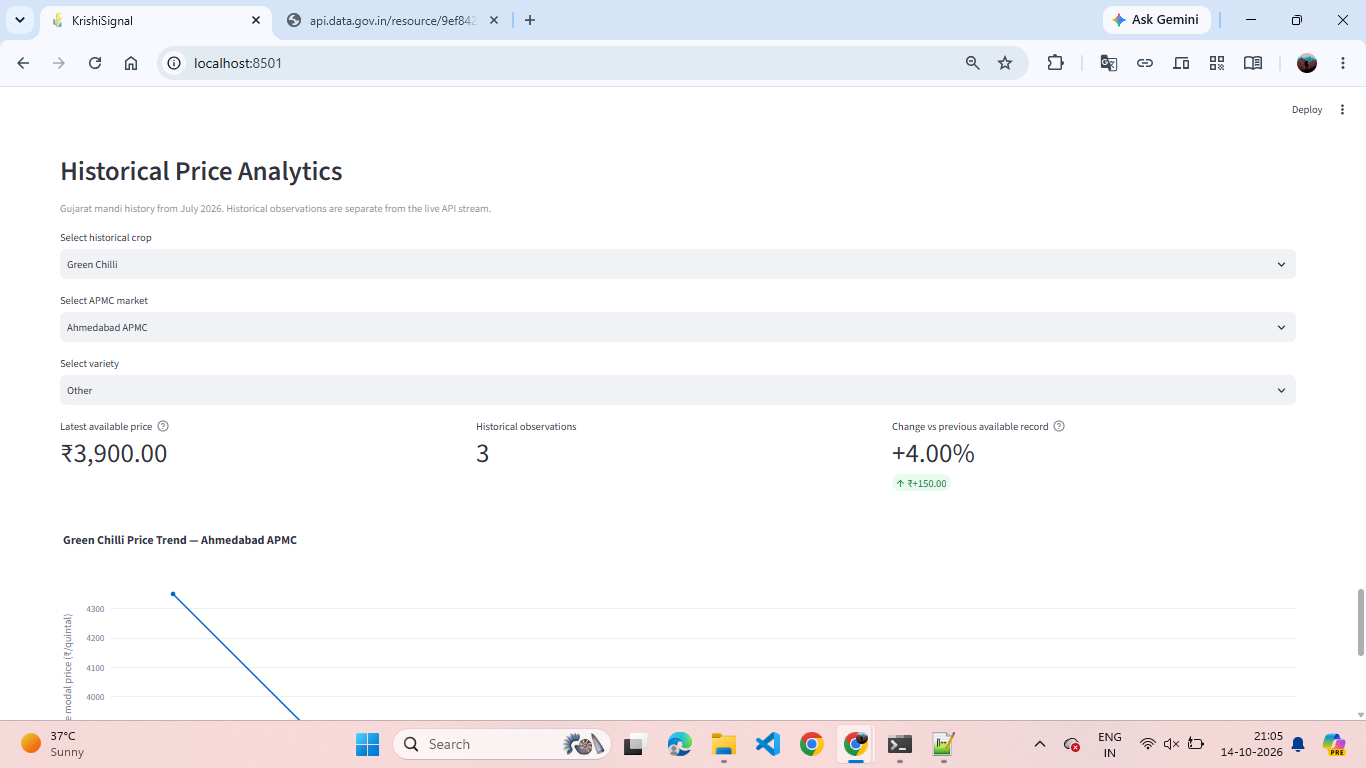 KrishiSignal
api.data.gov.in/resource/9ef842
Ask Gemini
localhost:8501
Deploy
Historical Price Analytics
Gujarat mandi history from July 2026. Historical observations are separate from the live API stream.
Select historical crop
Green Chilli
Select APMC market
Ahmedabad APMC
Select variety
Other
Latest available price
Historical observations
Change vs previous available record
₹3,900.00
3
+4.00%
↑ ₹+150.00
Green Chilli Price Trend — Ahmedabad APMC
4300
4200
4100
4000
modal price (₹/quintal)
37°C
Sunny
Search
ENG
IN
21:05
14-10-2026
PRE